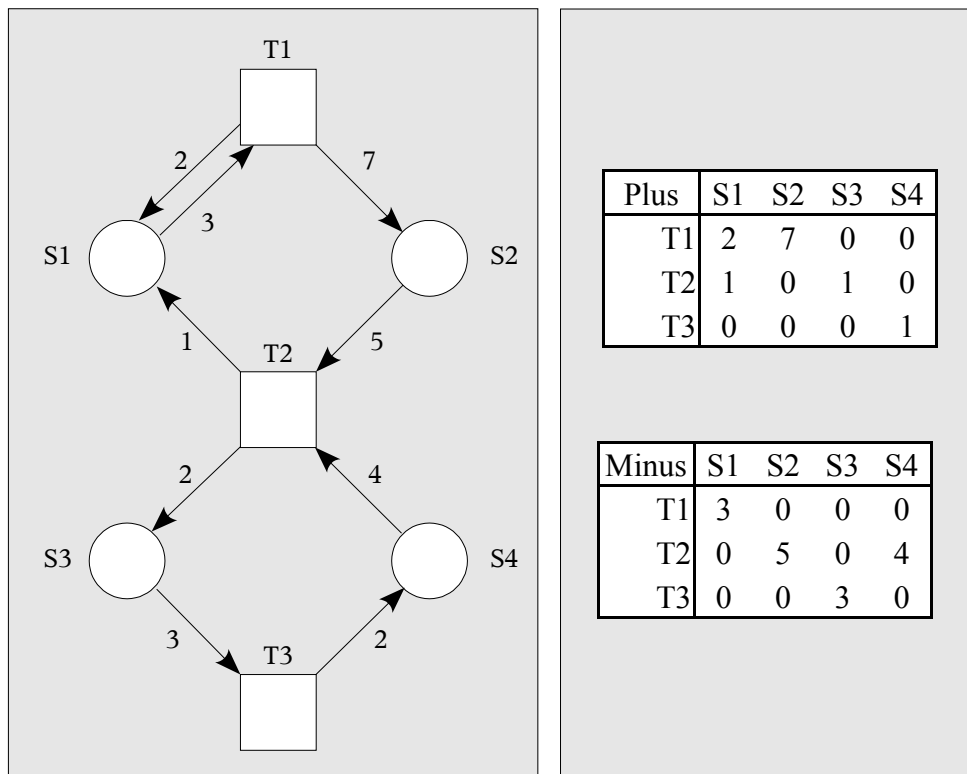 T1
2
7
3
S1
S2
1
5
T2
2
4
S3
S4
3
2
T3
Plus S1 S2 S3 S4
T1 2 7 0 0
T2 1 0 1 0
T3 0 0 0 1
Minus S1 S2 S3 S4
T1 3 0 0 0
T2 0 5 0 4
T3 0 0 3 0